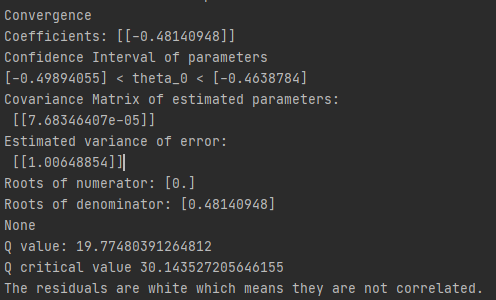 Convergence
Coefficients: [[-0.48140948]]
Confidence Interval of parameters
[-0.49894055] < theta_0 < [-0.4638784]
Covariance Matrix of estimated parameters:
[[7.68346407e-05]]
Estimated variance of error:
[[1.00648854]]
Roots of numerator: [0.]
Roots of denominator: [0.48140948]
None
Q value: 19.77480391264812
Q critical value 30.143527205646155
The residuals are white which means they are not correlated.